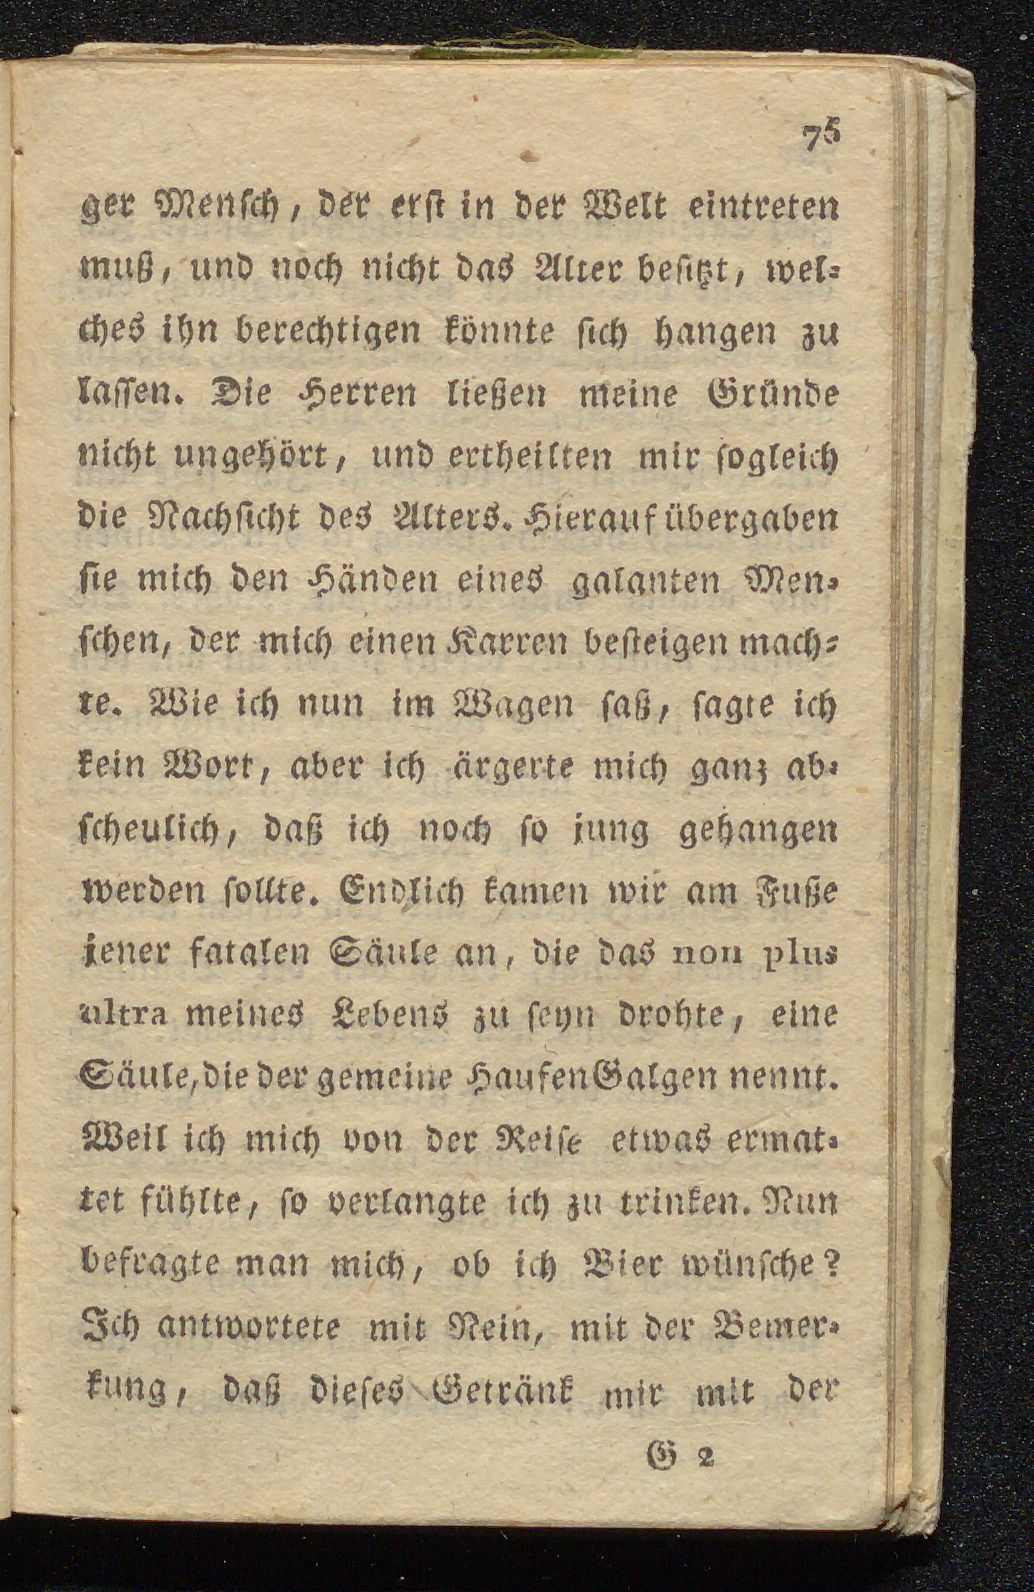 75
ger Menſch, der erſt in der Welt eintreten
muß, und noch nicht das Alter beſitzt, wel⸗
ches ihn berechtigen könnte ſich hangen zu
laſſen. Die Herren ließen meine Gründe
nicht ungehört, und ertheilten mir ſogleich
die Nachſicht des Alters. Hierauf übergaben
ſie mich den Händen eines galanten Men⸗
ſchen, der mich einen Karren beſteigen mach⸗
te. Wie ich nun im Wagen ſaß, ſagte ich
kein Wort, aber ich ärgerte mich ganz ab⸗
ſcheulich, daß ich noch ſo jung gehangen
werden ſollte. Endlich kamen wir am Fuße
jener fatalen Säule an, die das non plus
ultra meines Lebens zu ſeyn drohte, eine
Säule, die der gemeine Haufen Galgen nennt.
Weil ich mich von der Reiſe etwas ermat⸗
tet fühlte, ſo verlangte ich zu trinken. Nun
befragte man mich, ob ich Bier wünſche?
Ich antwortete mit Nein, mit der Bemer⸗
kung, daß dieſes Getränk mir mit der
G 2